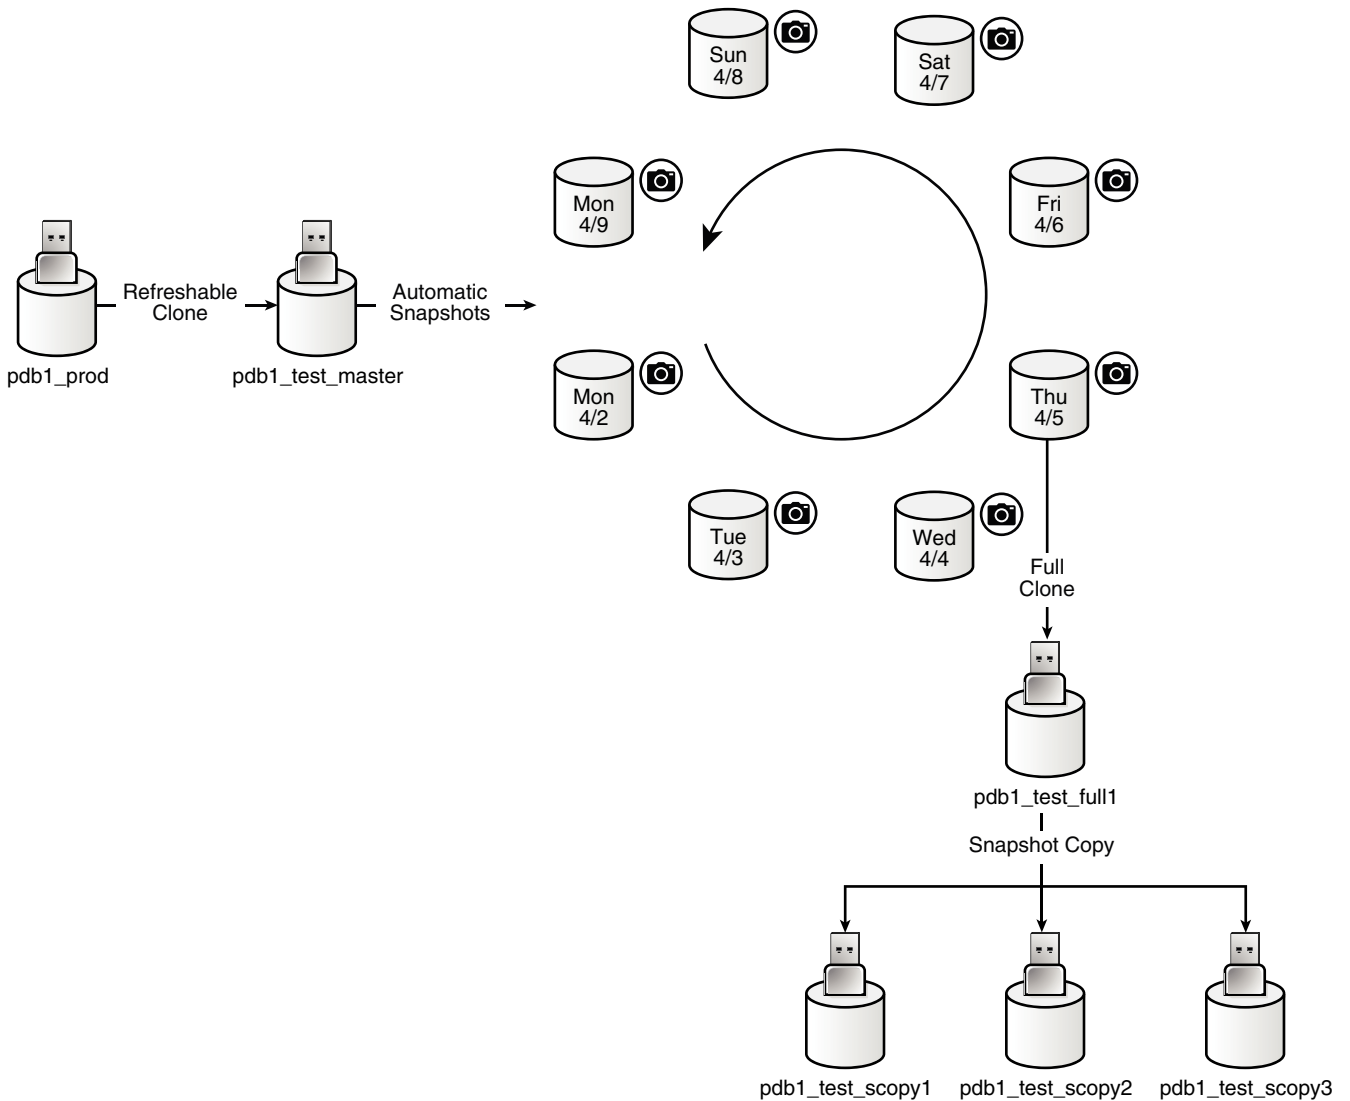 Sun
4/8
Sat
4/7
Mon
4/9
Fri
4/6
Refreshable
Clone
Automatic
Snapshots
pdb1_prod
pdb1_test_master
Mon
4/2
Thu
4/5
Tue
4/3
Wed
4/4
Full
Clone
pdb1_test_full1
Snapshot Copy
pdb1_test_scopy1
pdb1_test_scopy2
pdb1_test_scopy3